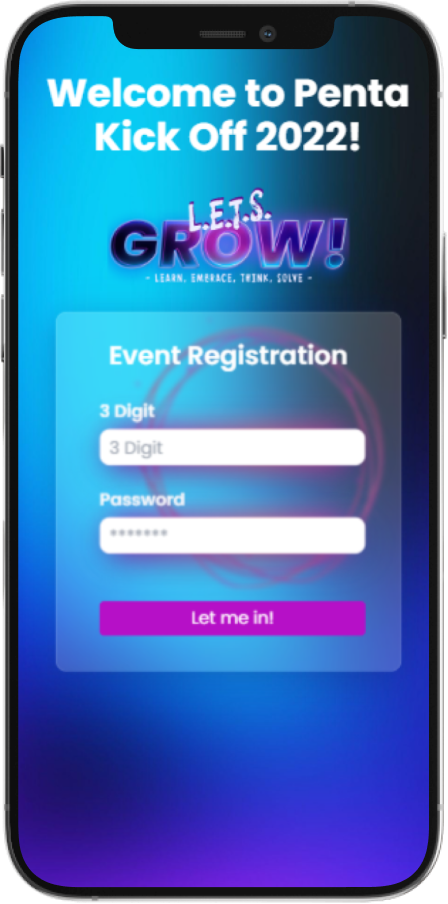 Welcome to Penta
Kick Off 2022!
L.E.T.S.
GROW!
- LEARN, EMBRACE, THINK, SOLVE -
Event Registration
3 Digit
3 Digit
Password
*******
Let me in!